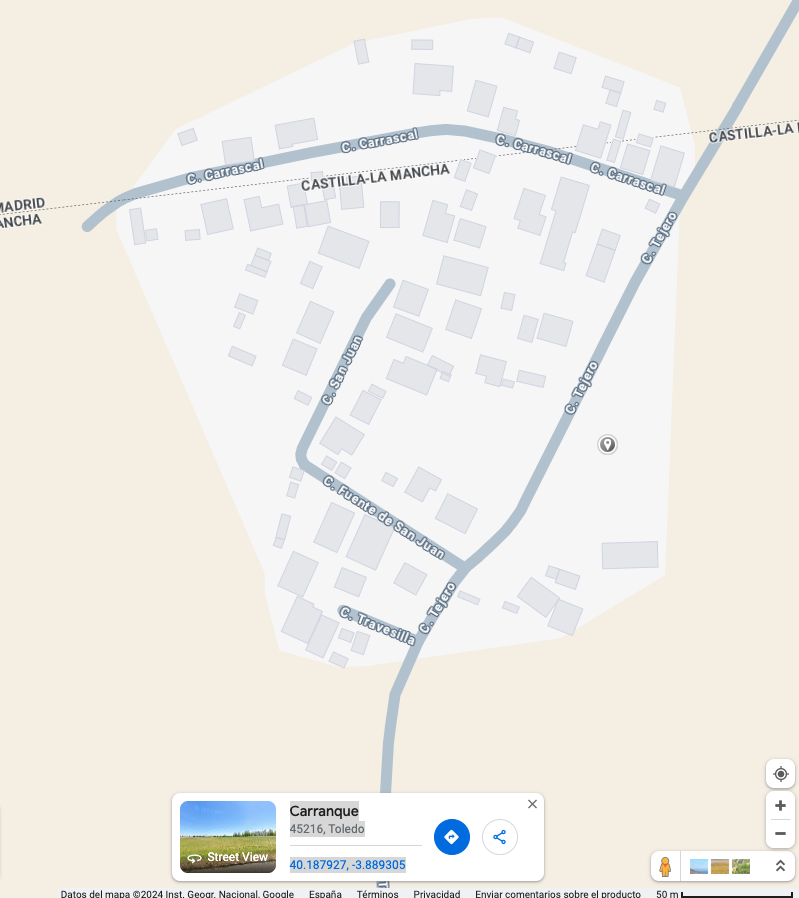 C. Carrascal
C. Carrascal
C. Carrascal
C. Carrascal
CASTILLA-LA
CASTILLA-LA MANCHA
MADRID
C. Tejero
C. San Juan
C. Tejero
C. Fuente de San Juan
C. Tejero
C. Travesilla
Carranque
45216, Toledo
Street View
40.187927, -3.889305
Datos del mapa ©2024 Inst. Geogr. Nacional, Google España Términos Privacidad Enviar comentarios sobre el producto 50 m